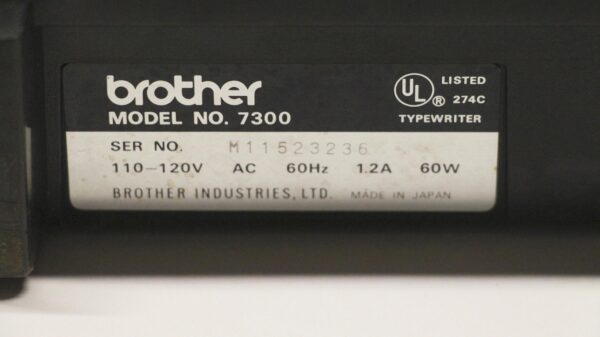 brother
MODEL NO. 7300
UL ® LISTED
274C
TYPEWRITER
SER NO. M11523236
110-120V AC 60Hz 1.2A 60W
BROTHER INDUSTRIES, LTD. MADE IN JAPAN